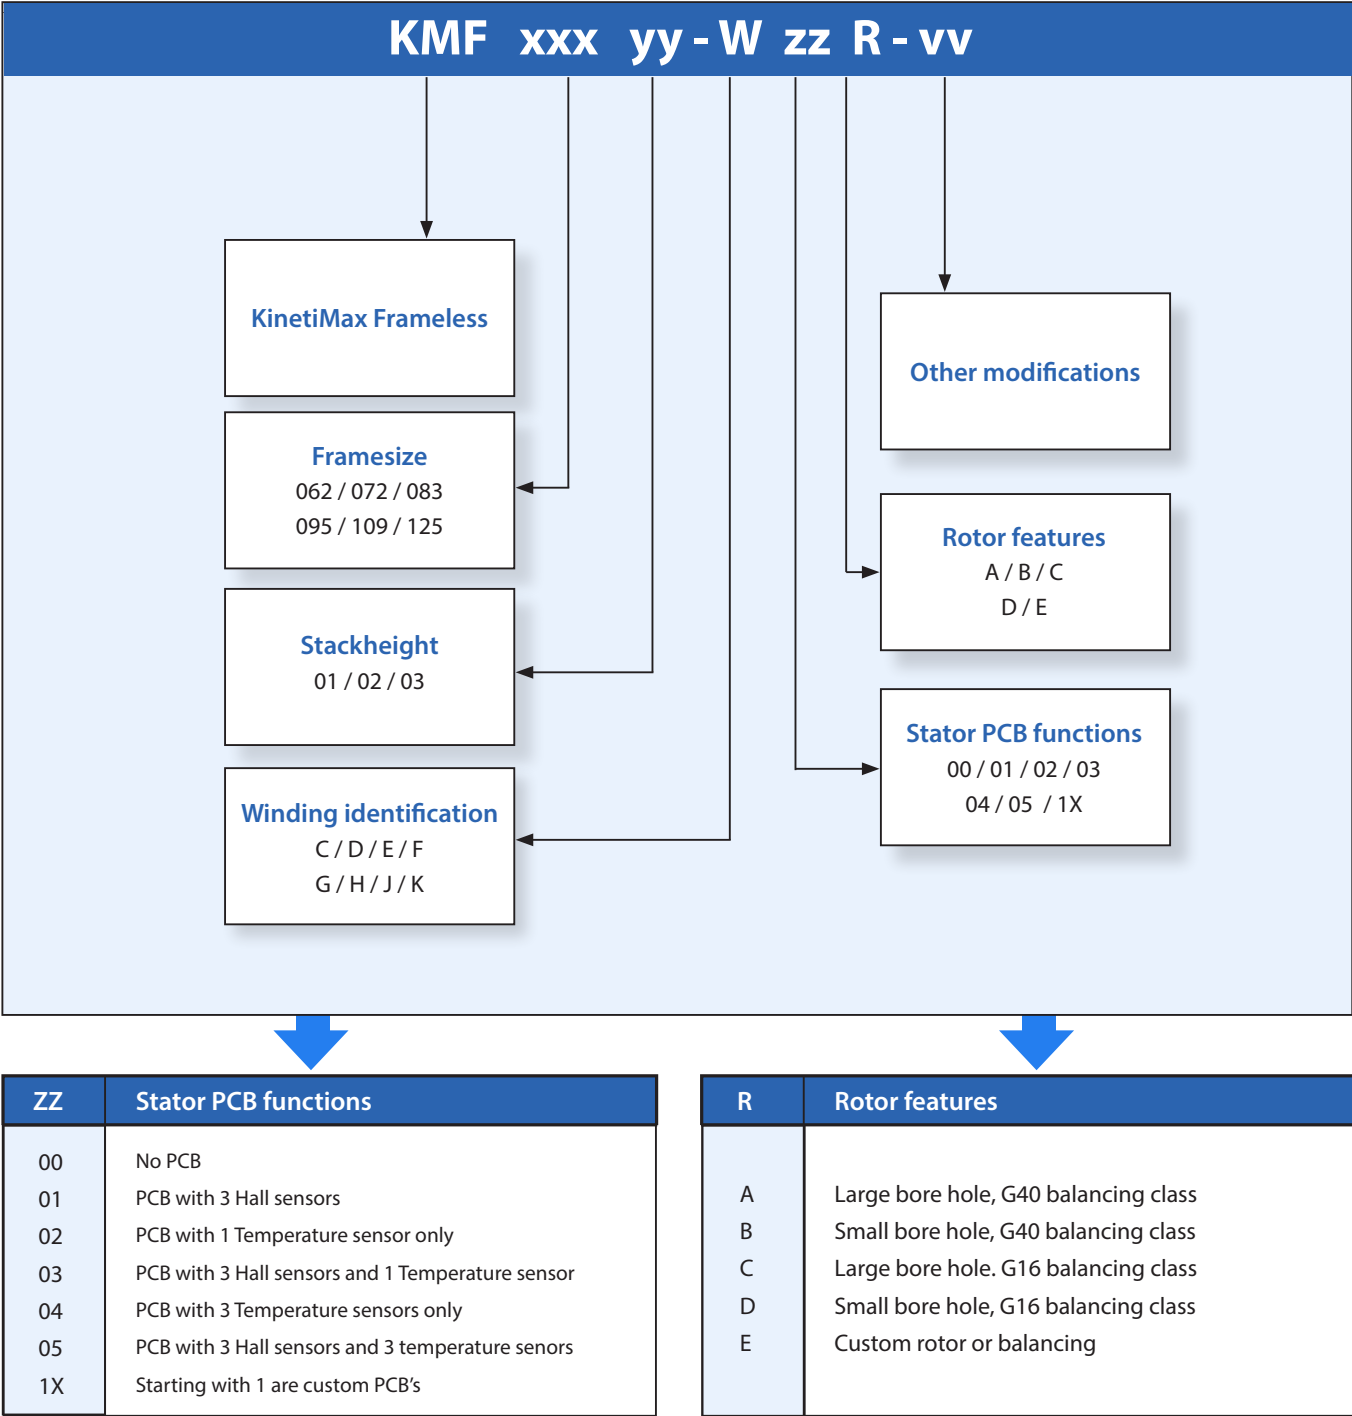 KMF xxx yy - W zz R - vv
KinetiMax Frameless
Framesize
062 / 072 / 083
095 / 109 / 125
Stackheight
01 / 02 / 03
Winding identification
C / D / E / F
G / H / J / K
Other modifications
Rotor features
A / B / C
D / E
Stator PCB functions
00 / 01 / 02 / 03
04 / 05 / 1X
ZZ Stator PCB functions
00 No PCB
01 PCB with 3 Hall sensors
02 PCB with 1 Temperature sensor only
03 PCB with 3 Hall sensors and 1 Temperature sensor
04 PCB with 3 Temperature sensors only
05 PCB with 3 Hall sensors and 3 temperature senors
1X Starting with 1 are custom PCB's
R Rotor features
A Large bore hole, G40 balancing class
B Small bore hole, G40 balancing class
C Large bore hole. G16 balancing class
D Small bore hole, G16 balancing class
E Custom rotor or balancing